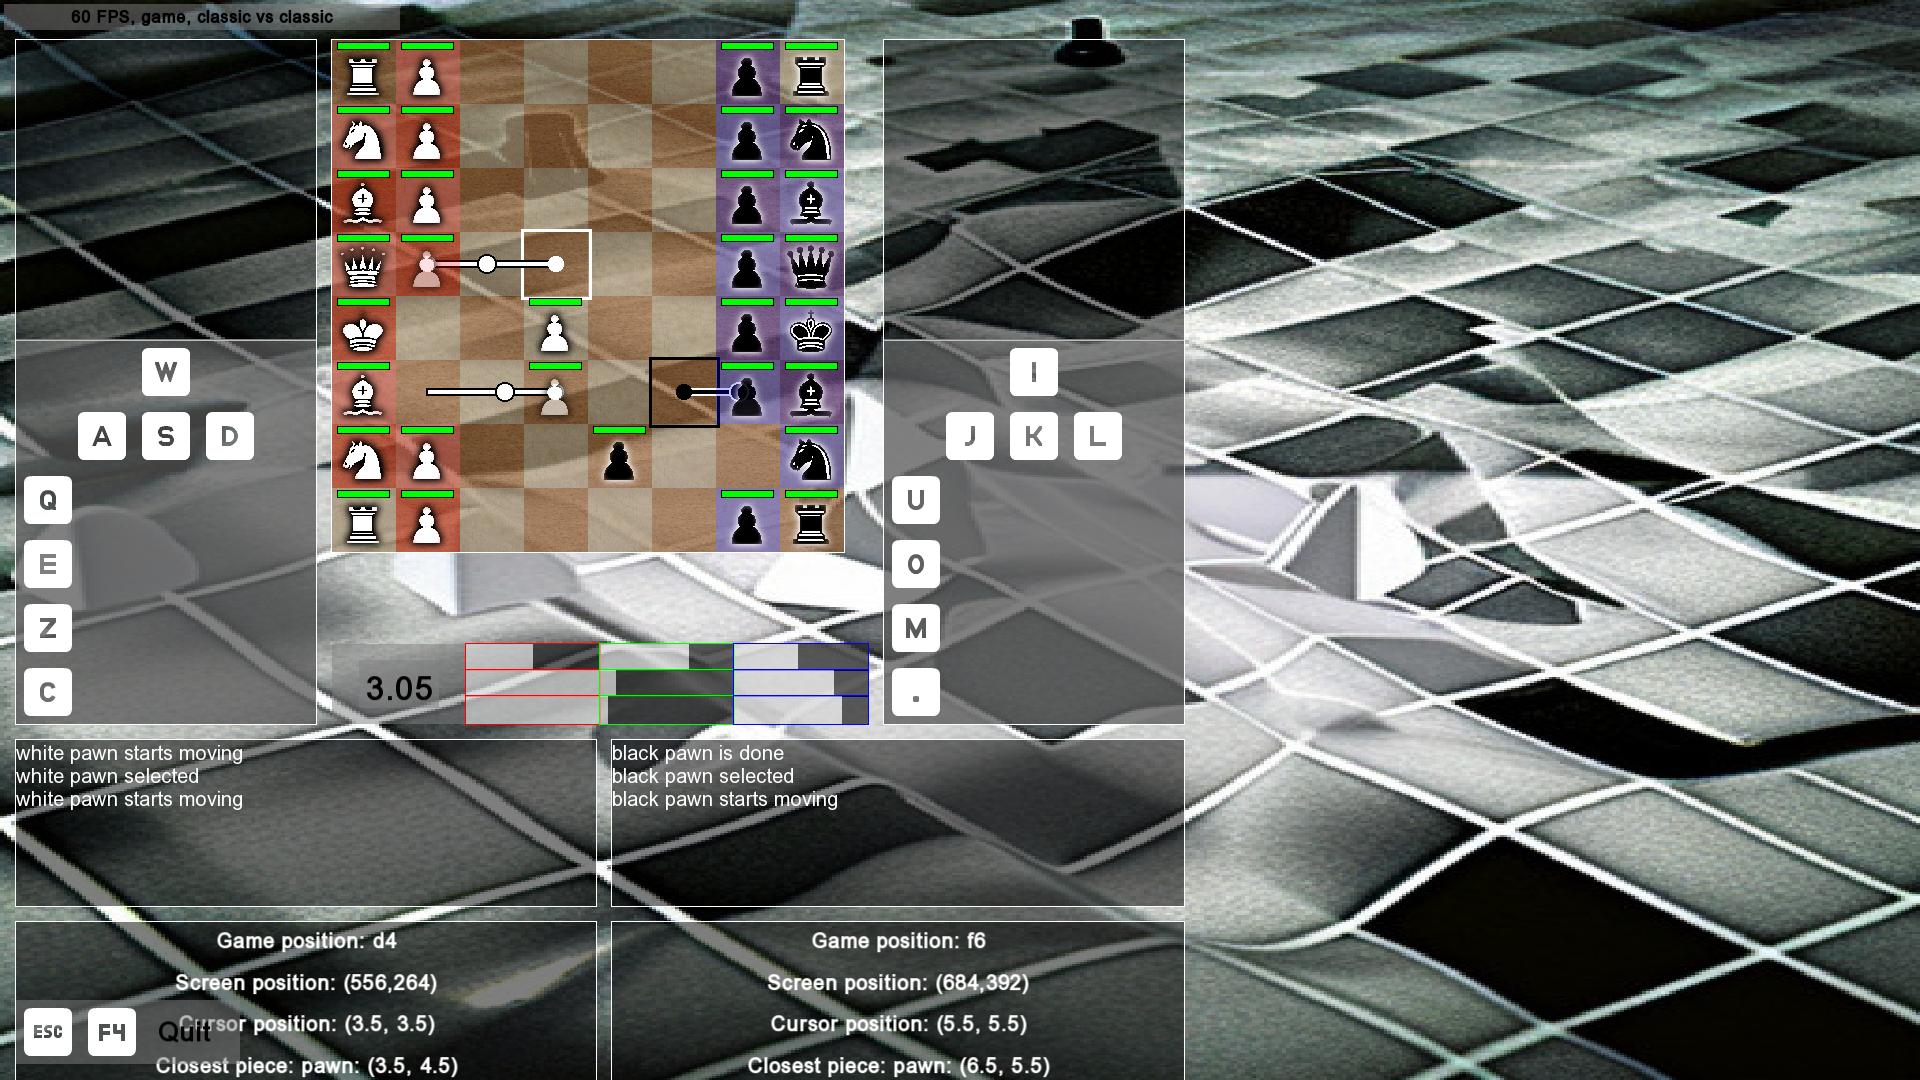 60 FPS, game, classic vs classic
W
A S D
Q
E
Z
C
I
J K L
U
O
M
.
3.05
white pawn starts moving
white pawn selected
white pawn starts moving
black pawn is done
black pawn selected
black pawn starts moving
Game position: d4
Screen position: (556,264)
Cursor position: (3.5, 3.5)
Closest piece: pawn: (3.5, 4.5)
ESC F4 Quit
Game position: f6
Screen position: (684,392)
Cursor position: (5.5, 5.5)
Closest piece: pawn: (6.5, 5.5)